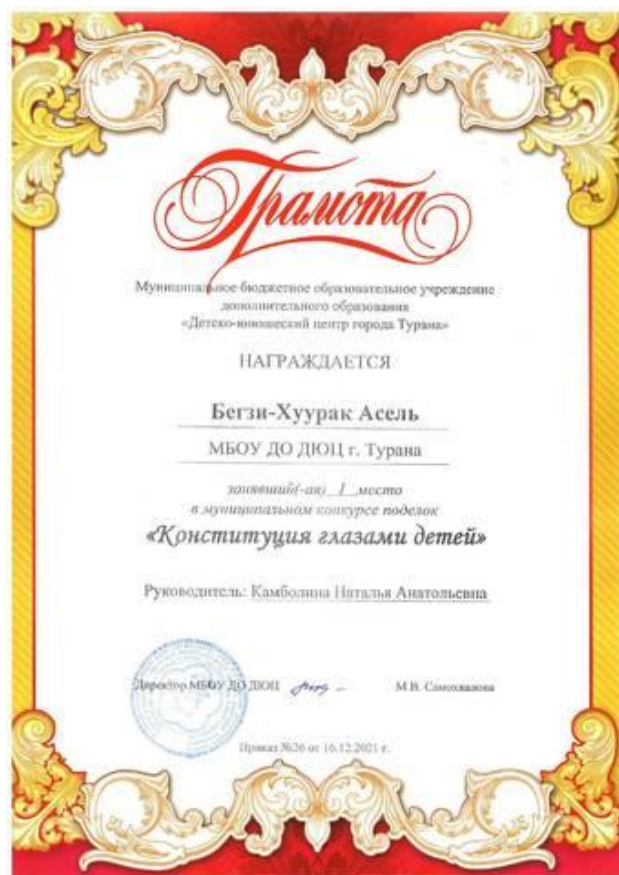 Грамота
Муниципальное бюджетное образовательное учреждение
дополнительного образования
«Детско-юношеский центр города Турана»
НАГРАЖДАЕТСЯ
Бегзи-Хуурак Асель
МБОУ ДО ДЮЦ г. Турана
занявший(-ая) 1 место
в муниципальном конкурсе поделок
«Конституция глазами детей»
Руководитель: Камболина Наталья Анатольевна
Директор МБОУ ДО ДЮЦ М.В. Самохвалова
Приказ №26 от 16.12.2021 г.